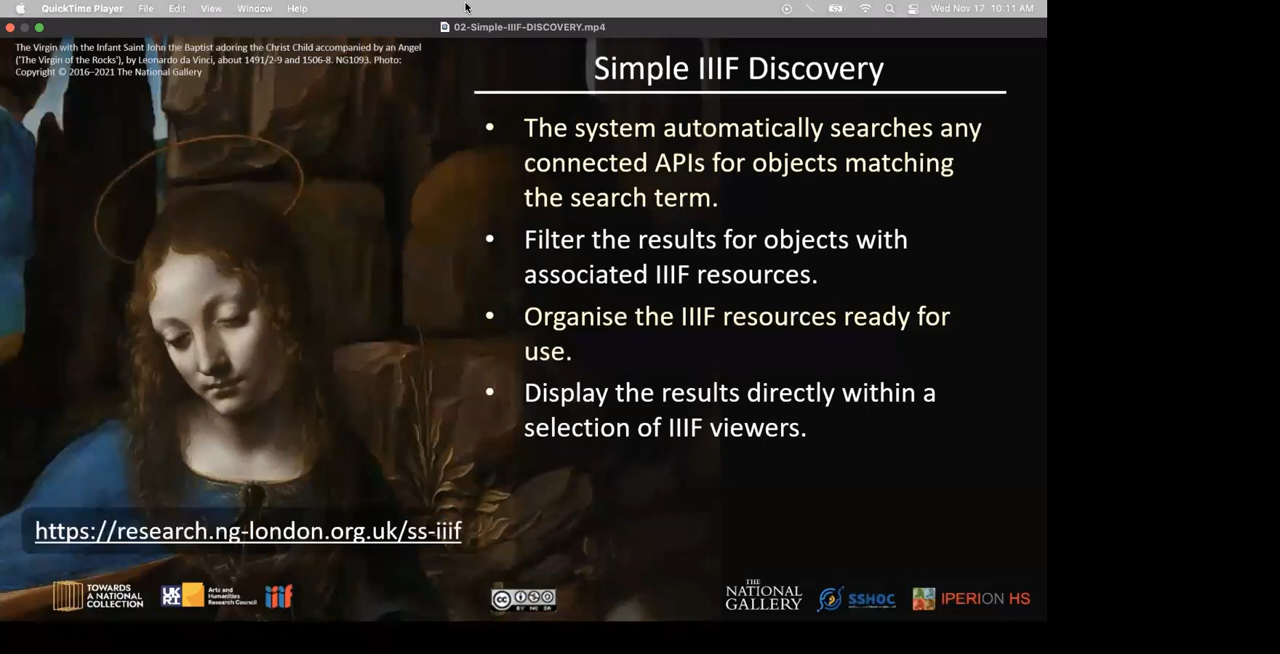 QuickTime Player File Edit View Window Help Wed Nov 17 10:11 AM
02-Simple-IIIF-DISCOVERY.mp4
The Virgin with the Infant Saint John the Baptist adoring the Christ Child accompanied by an Angel
('The Virgin of the Rocks'), by Leonardo da Vinci, about 1491/2-9 and 1506-8. NG1093. Photo:
Copyright © 2016–2021 The National Gallery
Simple IIIF Discovery
• The system automatically searches any
connected APIs for objects matching
the search term.
• Filter the results for objects with
associated IIIF resources.
• Organise the IIIF resources ready for
use.
• Display the results directly within a
selection of IIIF viewers.
https://research.ng-london.org.uk/ss-iiif
TOWARDS
A NATIONAL
COLLECTION
UKRI
Arts and
Humanities
Research Council
iiif
CC
BY NC SA
THE
NATIONAL
GALLERY
SSHOC
IPERION HS